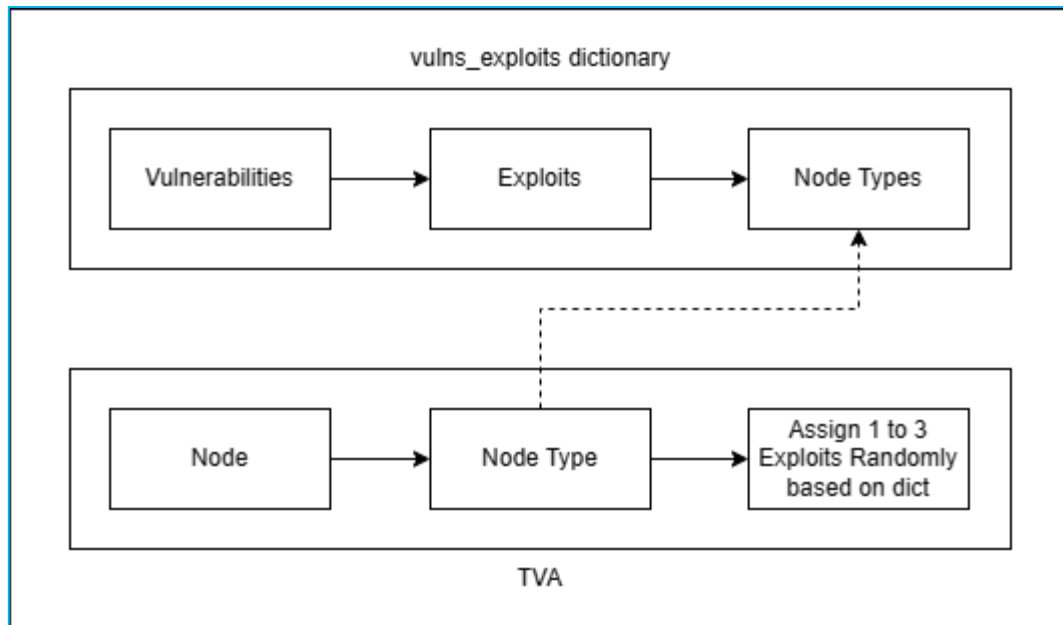 vulns_exploits dictionary
Vulnerabilities
Exploits
Node Types
Node
Node Type
Assign 1 to 3
Exploits Randomly
based on dict
TVA